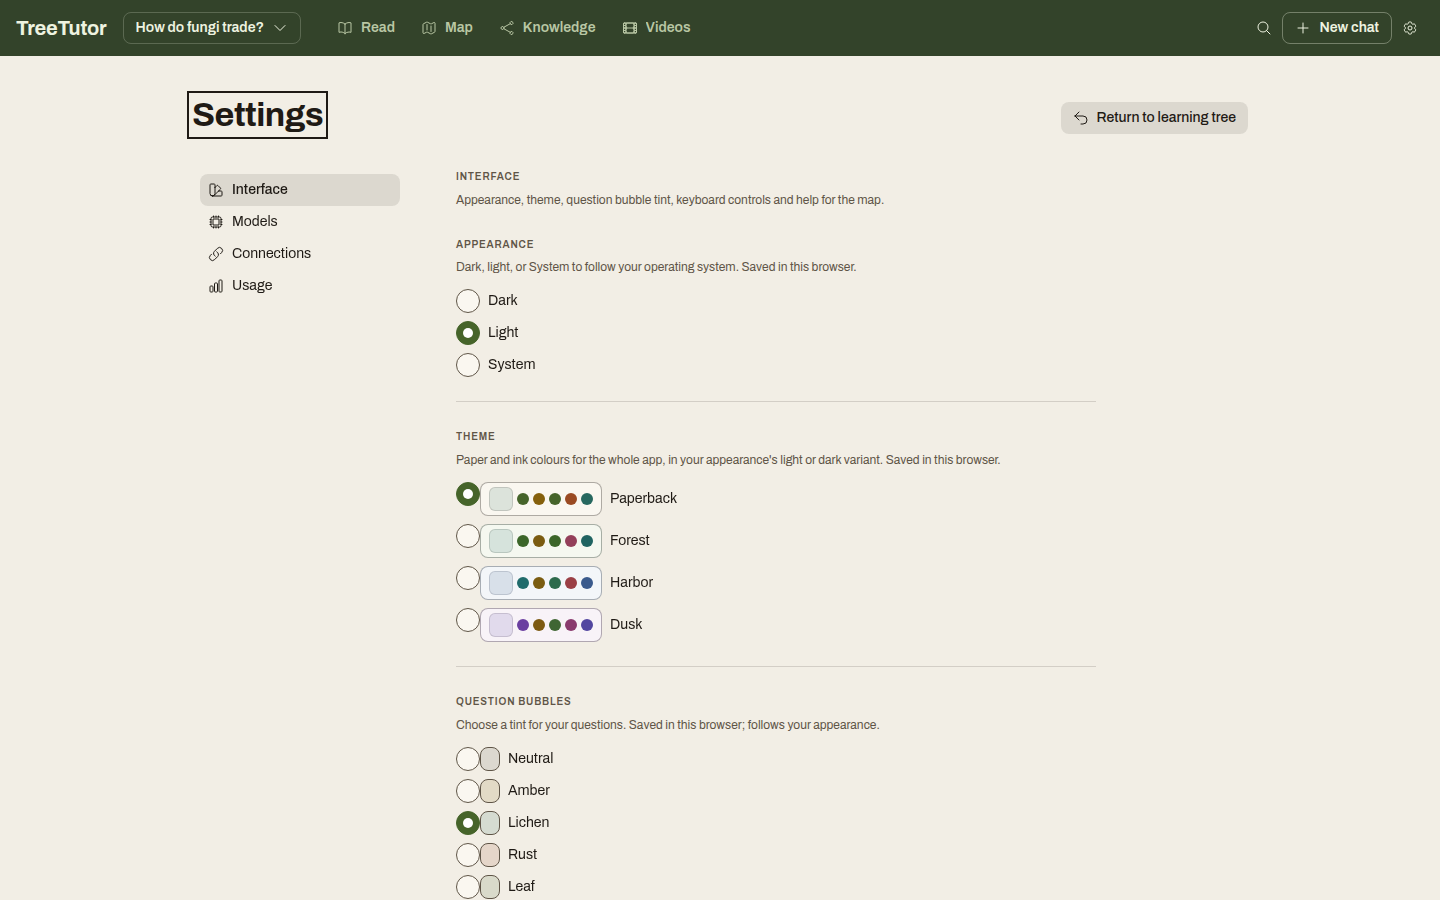 TreeTutor
How do fungi trade?
Read
Map
Knowledge
Videos
New chat
Settings
Return to learning tree
Interface
Models
Connections
Usage
INTERFACE
Appearance, theme, question bubble tint, keyboard controls and help for the map.
APPEARANCE
Dark, light, or System to follow your operating system. Saved in this browser.
Dark
Light
System
THEME
Paper and ink colours for the whole app, in your appearance's light or dark variant. Saved in this browser.
Paperback
Forest
Harbor
Dusk
QUESTION BUBBLES
Choose a tint for your questions. Saved in this browser; follows your appearance.
Neutral
Amber
Lichen
Rust
Leaf